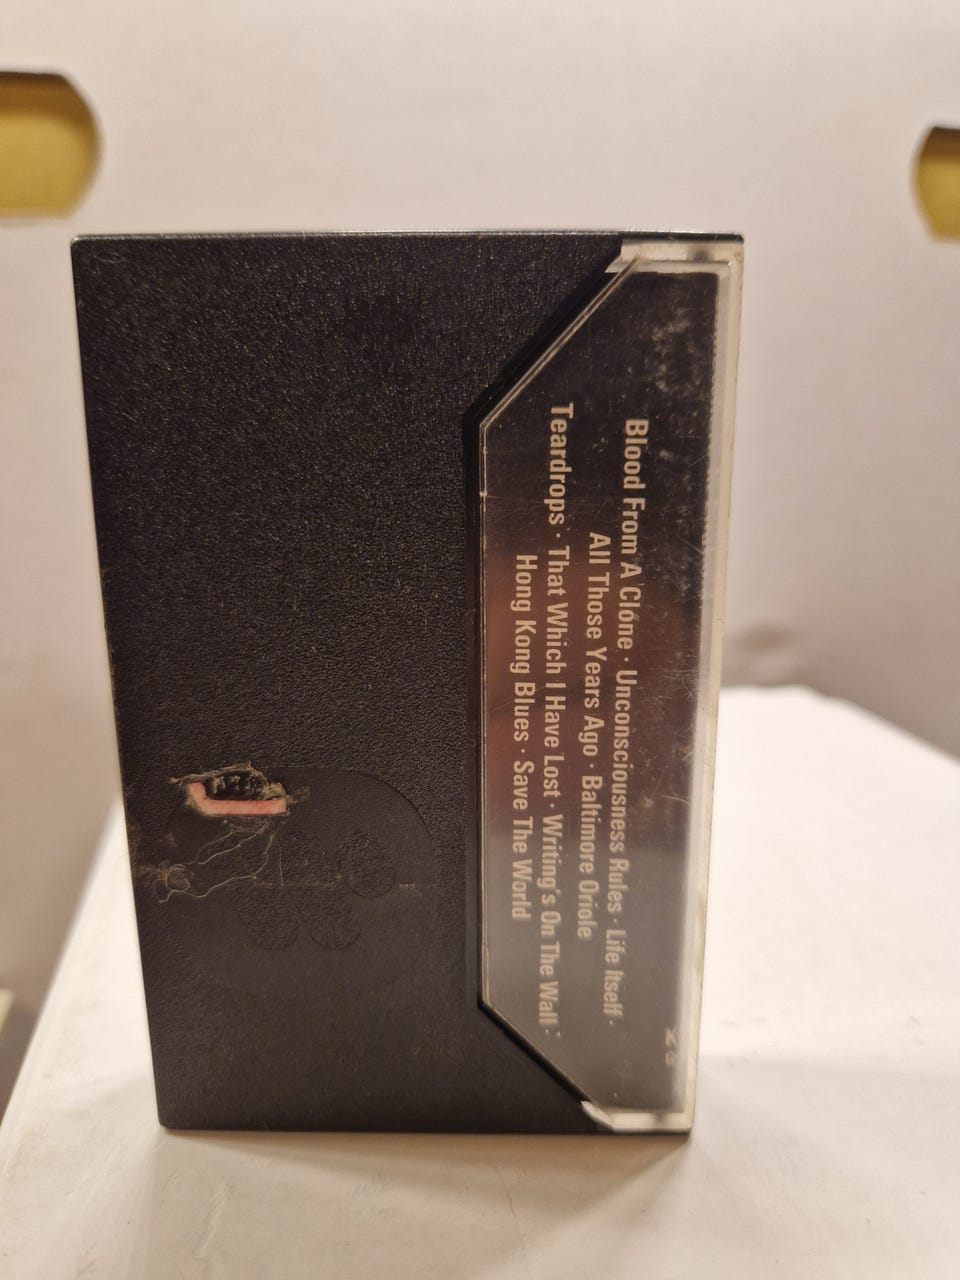 Blood From A Clone · Unconsciousness Rules · Life Itself ·
All Those Years Ago · Baltimore Oriole
Teardrops · That Which I Have Lost · Writing's On The Wall ·
Hong Kong Blues · Save The World